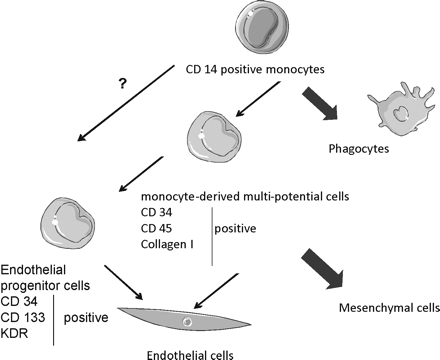 CD 14 positive monocytes
?
Phagocytes
monocyte-derived multi-potential cells
CD 34
CD 45
Collagen I
positive
Endothelial
progenitor cells
CD 34
CD 133
KDR
positive
Mesenchymal cells
Endothelial cells